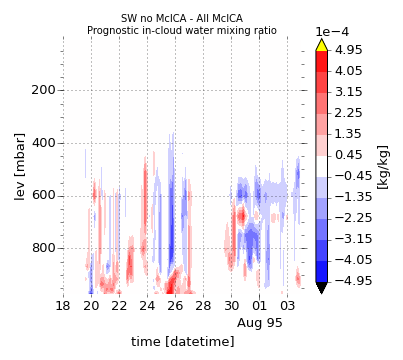 SW no McICA - All McICA
Prognostic in-cloud water mixing ratio
1e−4
4.95
4.05
3.15
2.25
1.35
0.45
−0.45
−1.35
−2.25
−3.15
−4.05
−4.95
[kg/kg]
lev [mbar]
200
400
600
800
18 20 22 24 26 28 30 01 03
Aug 95
time [datetime]